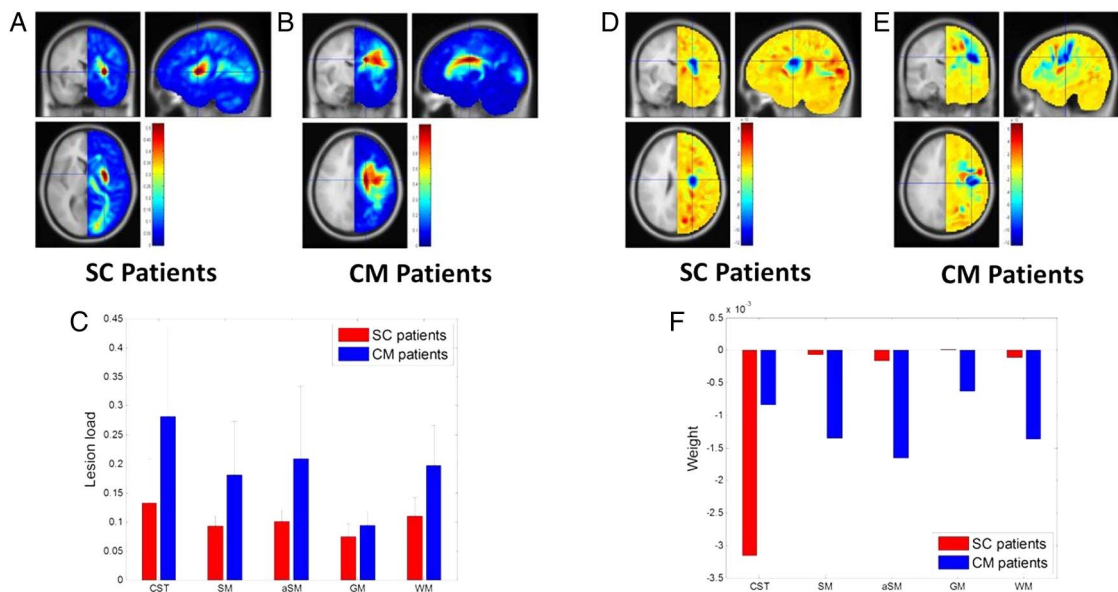 A
B
D
E
SC Patients
CM Patients
SC Patients
CM Patients
C
Lesion load
0.45
0.4
0.35
0.3
0.25
0.2
0.15
0.1
0.05
0
SC patients
CM patients
CST
SM
aSM
GM
WM
F
Weight
x 10⁻³
0.5
0
-0.5
-1
-1.5
-2
-2.5
-3
-3.5
SC patients
CM patients
CST
SM
aSM
GM
WM